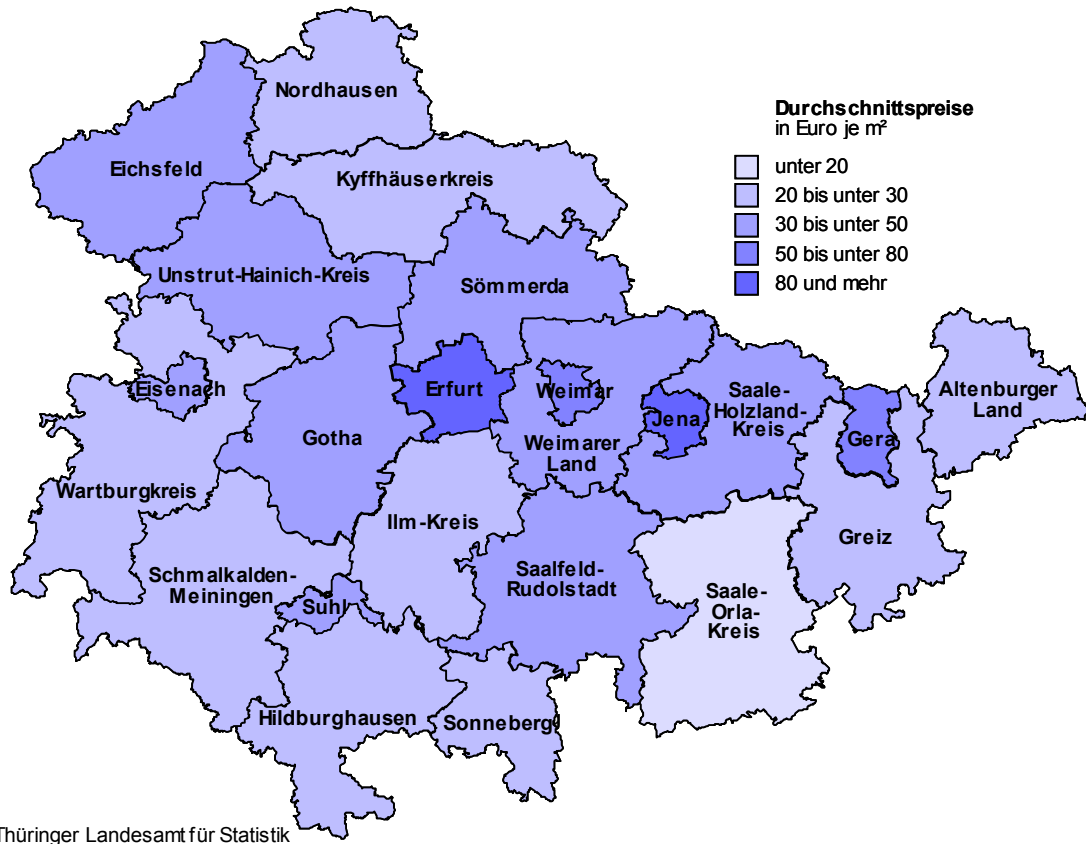 Nordhausen
Eichsfeld
Kyffhäuserkreis
Unstrut-Hainich-Kreis
Sömmerda
Eisenach
Erfurt
Weimar
Jena
Saale-
Holzland-
Kreis
Gera
Altenburger
Land
Gotha
Weimarer
Land
Wartburgkreis
Ilm-Kreis
Greiz
Schmalkalden-
Meiningen
Suhl
Saalfeld-
Rudolstadt
Saale-
Orla-
Kreis
Hildburghausen
Sonneberg
Durchschnittspreise
in Euro je m²
unter 20
20 bis unter 30
30 bis unter 50
50 bis unter 80
80 und mehr
Thüringer Landesamt für Statistik